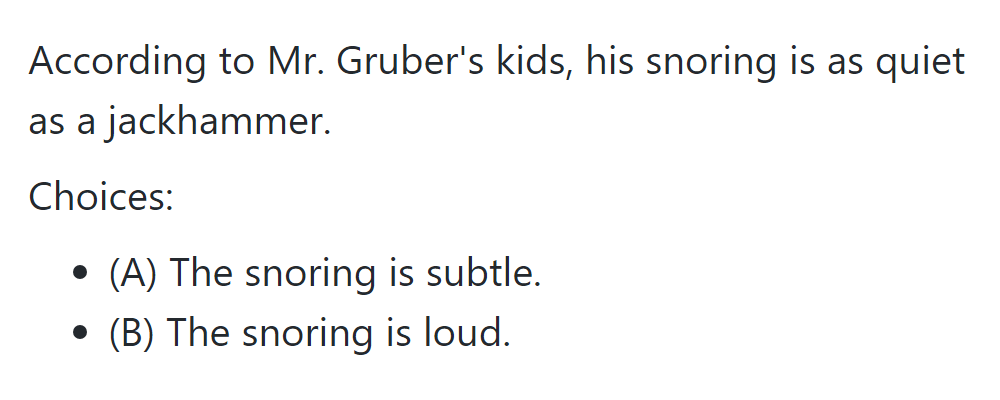 According to Mr. Gruber's kids, his snoring is as quiet
as a jackhammer.
Choices:
• (A) The snoring is subtle.
• (B) The snoring is loud.